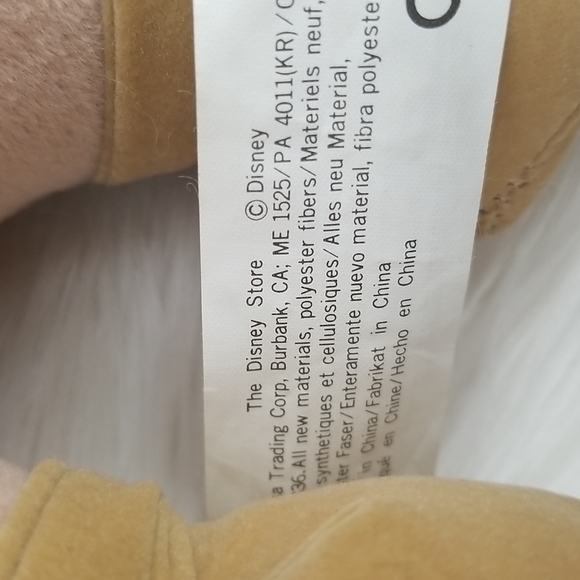 The Disney Store © Disney
a Trading Corp, Burbank, CA; ME 1525/PA 4011(KR)/C
36.All new materials, polyester fibers/Materiels neuf,
synthetiques et cellulosiques/Alles neu Material,
ter Faser/Enteramente nuevo material, fibra polyeste
in China/Fabrikat in China
qué en Chine/Hecho en China